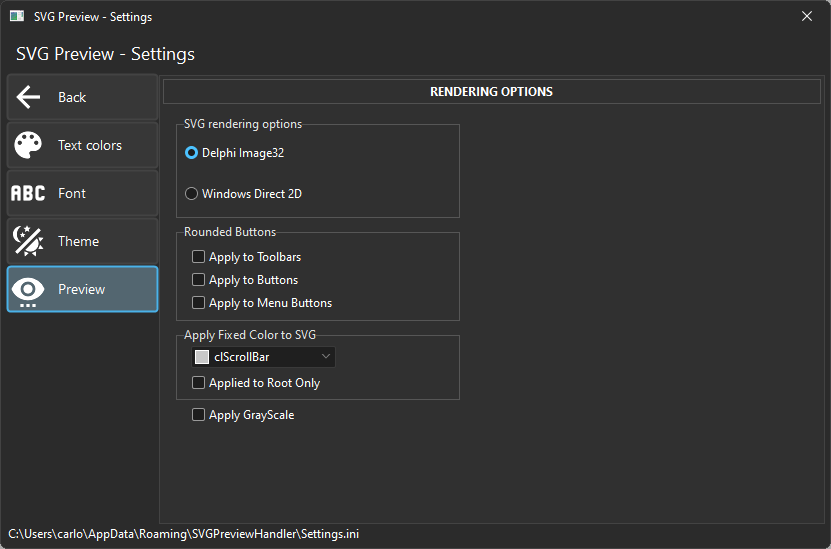 SVG Preview - Settings
SVG Preview - Settings
Back
Text colors
ABC Font
Theme
Preview
RENDERING OPTIONS
SVG rendering options
Delphi Image32
Windows Direct 2D
Rounded Buttons
Apply to Toolbars
Apply to Buttons
Apply to Menu Buttons
Apply Fixed Color to SVG
clScrollBar
Applied to Root Only
Apply GrayScale
C:\Users\carlo\AppData\Roaming\SVGPreviewHandler\Settings.ini